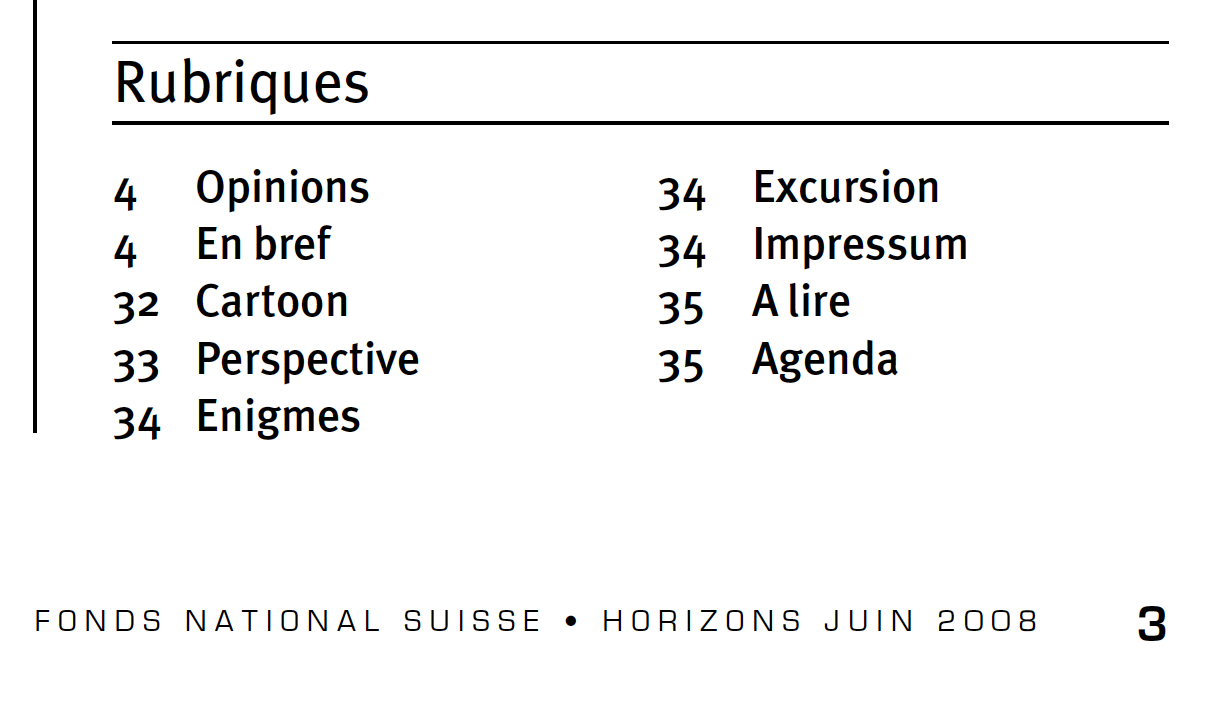 Rubriques
4 Opinions
4 En bref
32 Cartoon
33 Perspective
34 Enigmes
34 Excursion
34 Impressum
35 A lire
35 Agenda
FONDS NATIONAL SUISSE • HORIZONS JUIN 2008 3